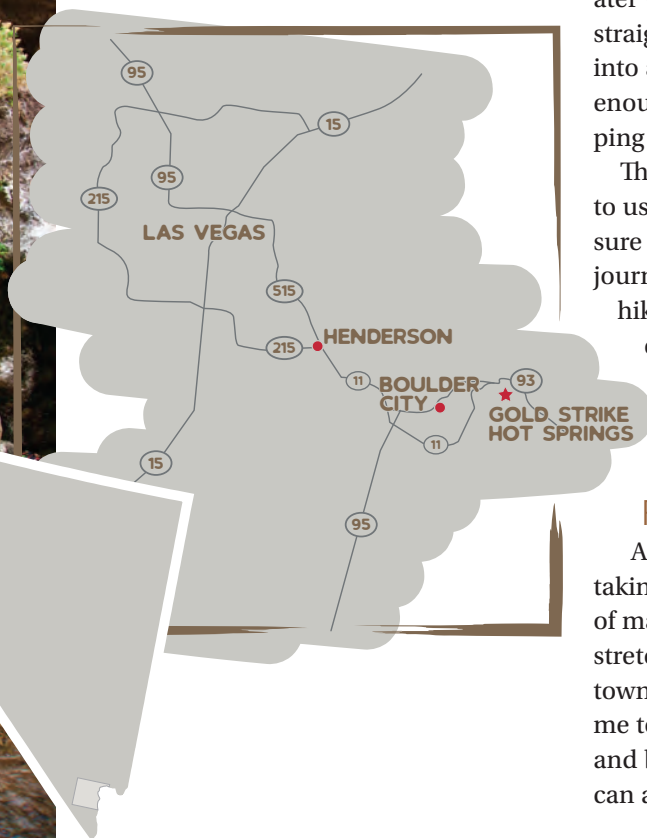 95
15
95
215
LAS VEGAS
515
HENDERSON
215
11
93
BOULDER
CITY
GOLD STRIKE
HOT SPRINGS
11
15
95
straig
into a
enou
ping
Th
to us
sure
journ
hik
A
takin
of ma
stret
town
me to
and b
can a